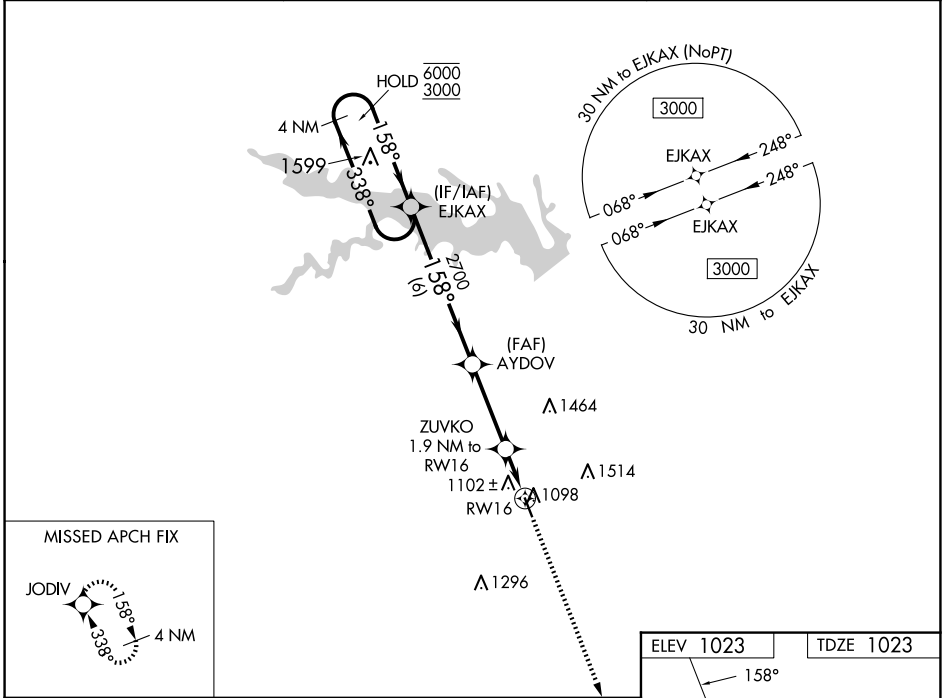 30 NM to EJKAX (NoPT)
3000
EJKAX
248°
068°
248°
068°
EJKAX
3000
30 NM to EJKAX
HOLD 6000
3000
4 NM
158°
1599
338°
(IF/IAF)
EJKAX
2700
158°
(6)
(FAF)
AYDOV
1464
ZUVKO
1.9 NM to
RW16
1514
1102 ±
1098
RW16
1296
MISSED APCH FIX
JODIV
158°
338°
4 NM
ELEV 1023
TDZE 1023
158°